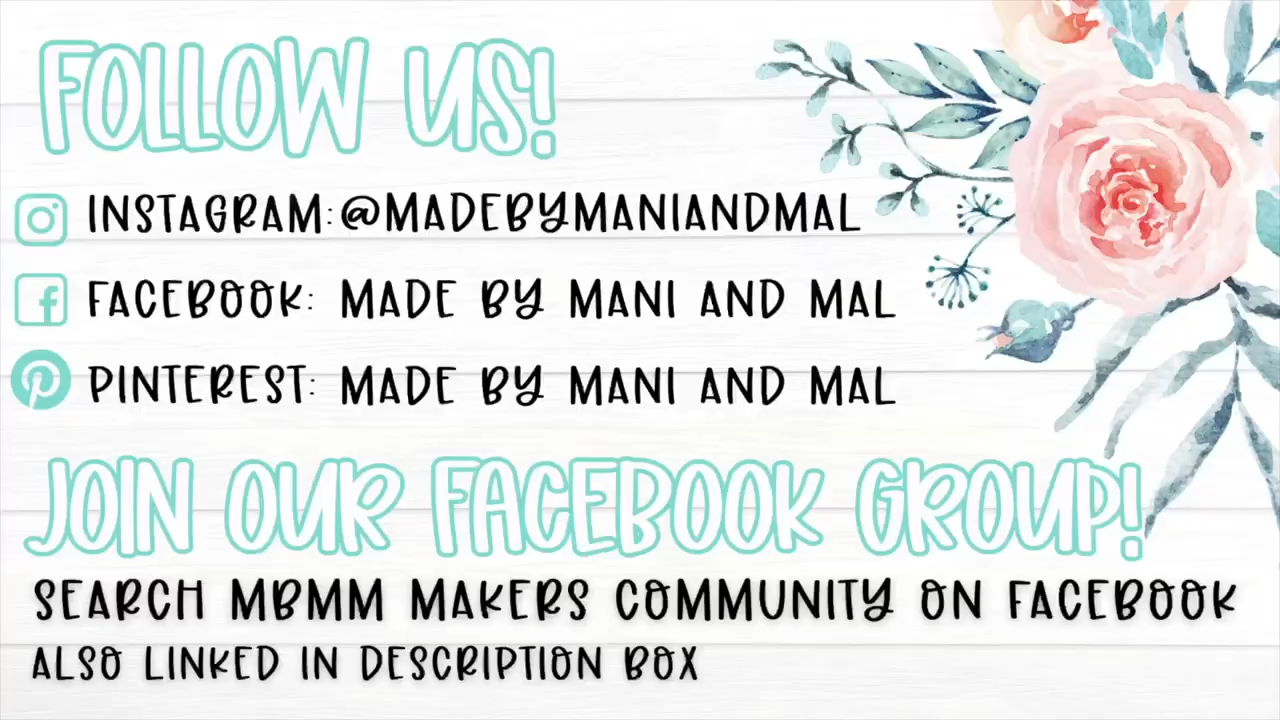 FOLLOW US!
INSTAGRAM: @MADEBYMANIANDMAL
FACEBOOK: MADE BY MANI AND MAL
PINTEREST: MADE BY MANI AND MAL
JOIN OUR FACEBOOK GROUP!
SEARCH MBMM MAKERS COMMUNITY ON FACEBOOK
ALSO LINKED IN DESCRIPTION BOX